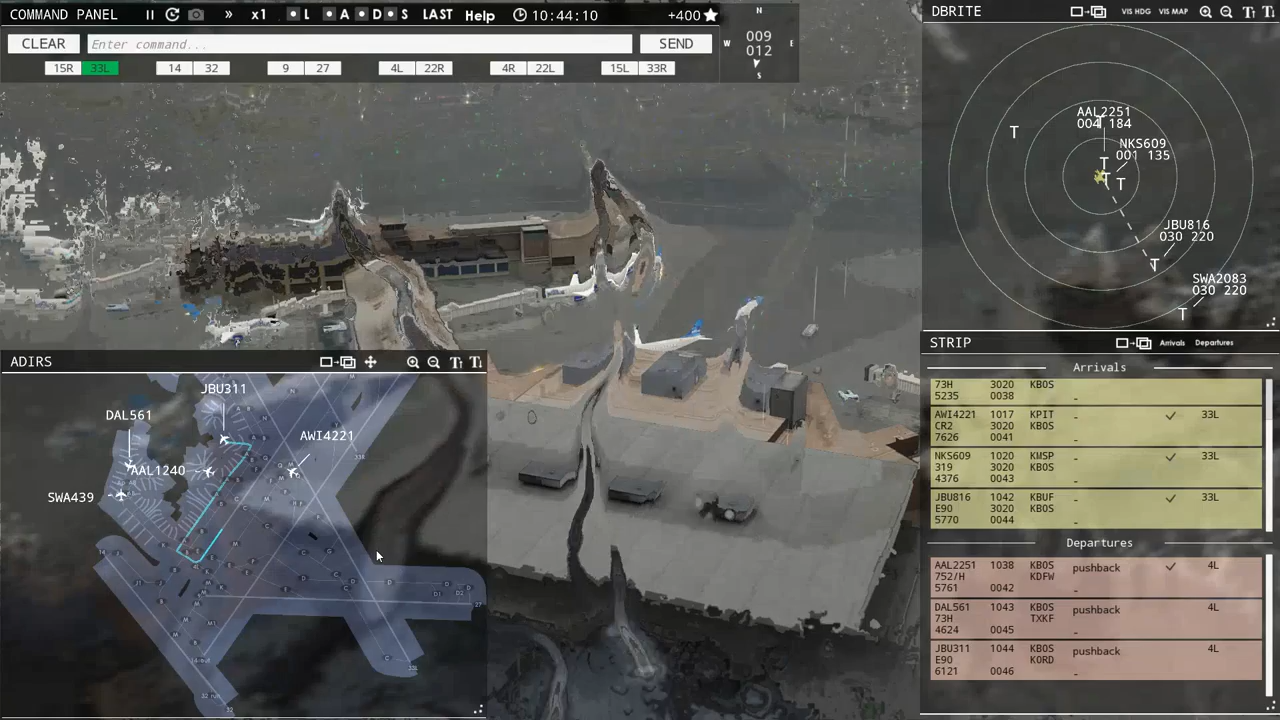 COMMAND PANEL
x1
L A D S LAST Help 10:44:10 +400
CLEAR Enter command... SEND
15R 33L 14 32 9 27 4L 22R 4R 22L 15L 33R
N
W 009 E
012
S
DBRITE
VIS HDG VIS MAP
AAL2251
004 184
NKS609
001 135
JBU816
030 220
SWA2083
030 220
ADIRS
JBU311
DAL561
AWI4221
AAL1240
SWA439
STRIP
Arrivals Departures
Arrivals
73H 3020 KBOS
5235 0038
AWI4221 1017 KPIT 33L
CR2 3020 KBOS
7626 0041
NKS609 1020 KMSP 33L
319 3020 KBOS
4376 0043
JBU816 1042 KBUF 33L
E90 3020 KBOS
5770 0044
Departures
AAL2251 1038 KBOS pushback 4L
752/H KDFW
5761 0042
DAL561 1043 KBOS pushback 4L
73H TXKF
4624 0045
JBU311 1044 KBOS pushback 4L
E90 KORD
6121 0046